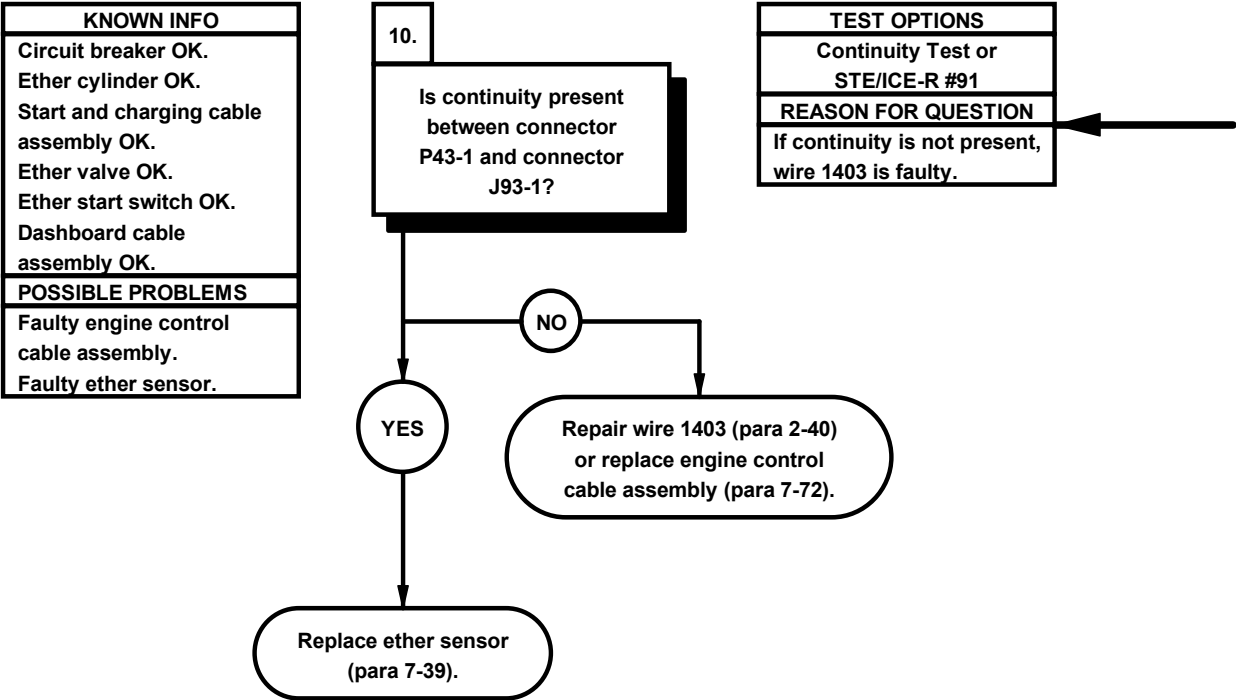 KNOWN INFO
Circuit breaker OK.
Ether cylinder OK.
Start and charging cable
assembly OK.
Ether valve OK.
Ether start switch OK.
Dashboard cable
assembly OK.
POSSIBLE PROBLEMS
Faulty engine control
cable assembly.
Faulty ether sensor.
10.
Is continuity present
between connector
P43-1 and connector
J93-1?
TEST OPTIONS
Continuity Test or
STE/ICE-R #91
REASON FOR QUESTION
If continuity is not present,
wire 1403 is faulty.
NO
YES
Repair wire 1403 (para 2-40)
or replace engine control
cable assembly (para 7-72).
Replace ether sensor
(para 7-39).